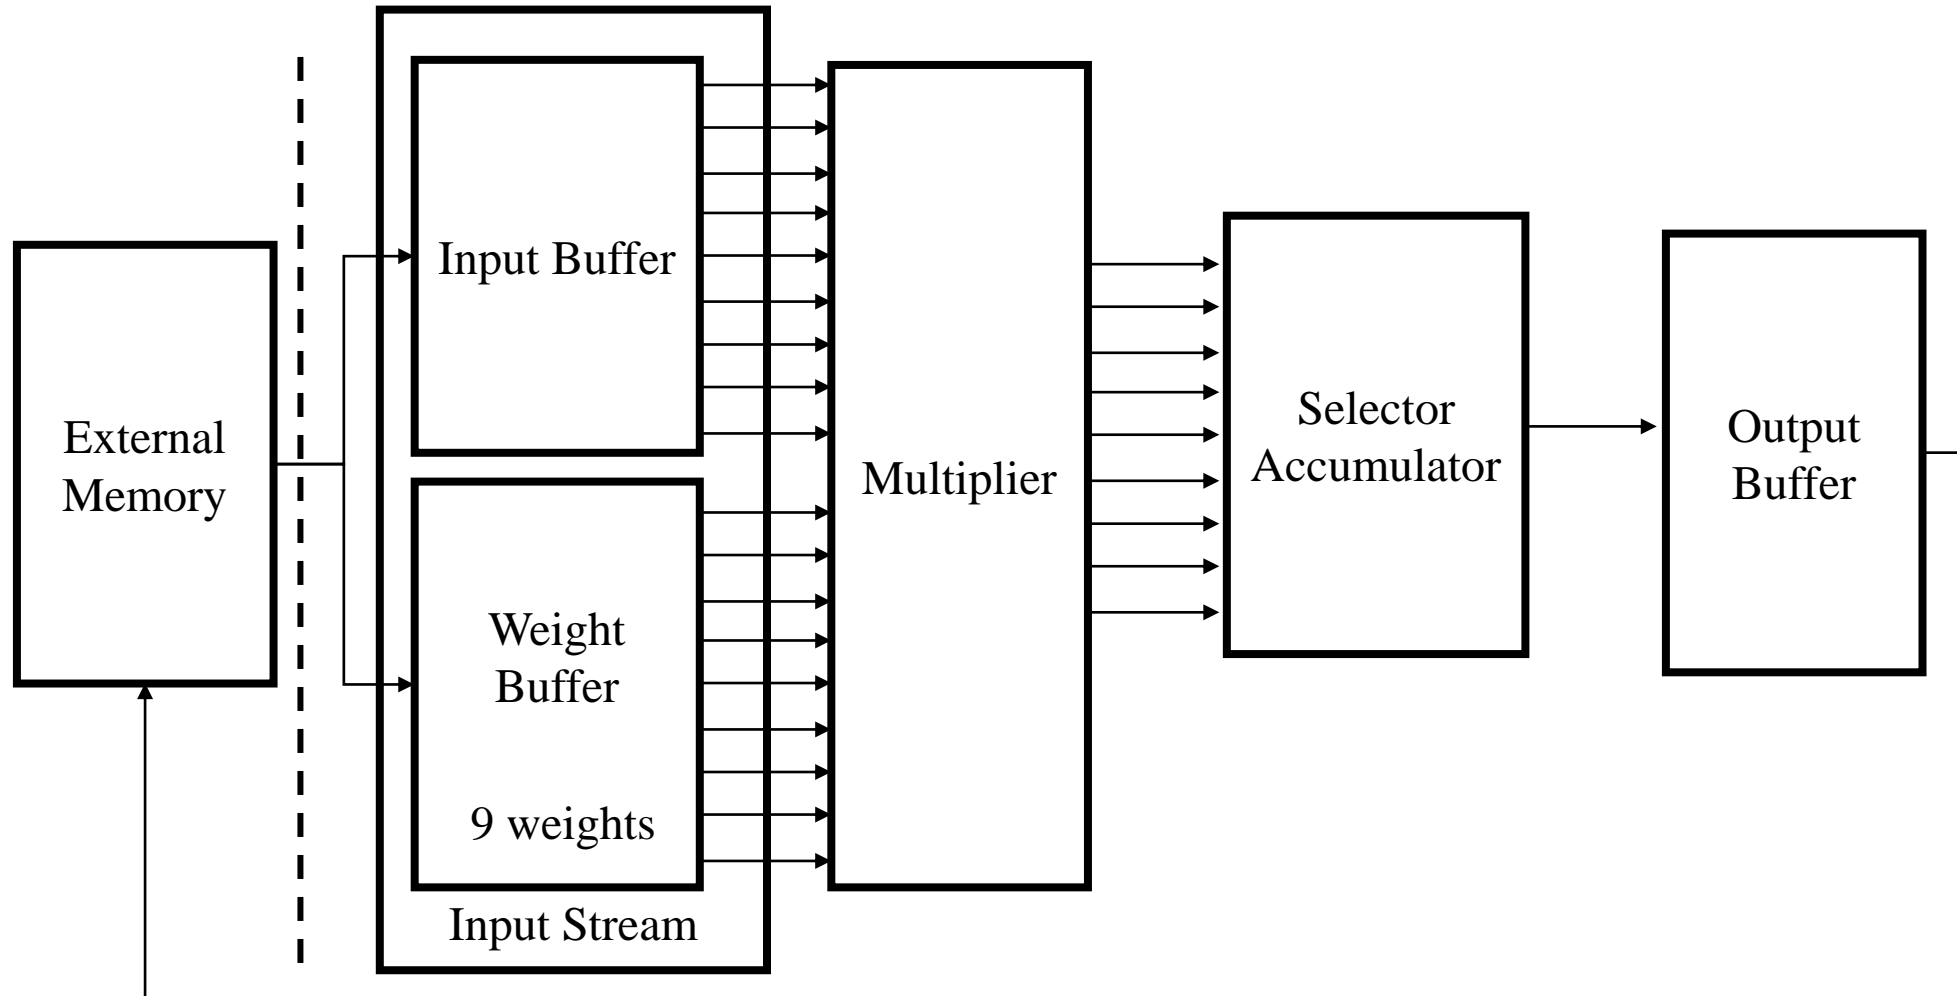 External
Memory
Input Buffer
Weight
Buffer
9 weights
Input Stream
Multiplier
Selector
Accumulator
Output
Buffer